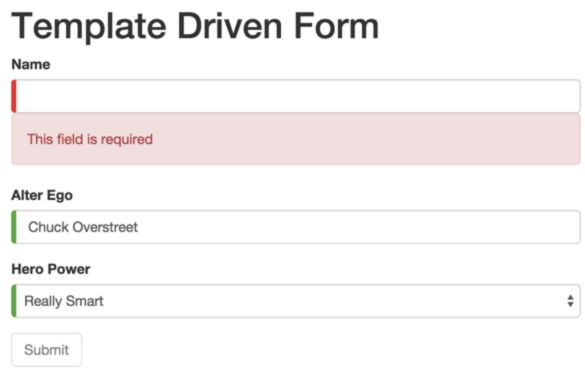 Template Driven Form
Name
This field is required
Alter Ego
Chuck Overstreet
Hero Power
Really Smart
Submit